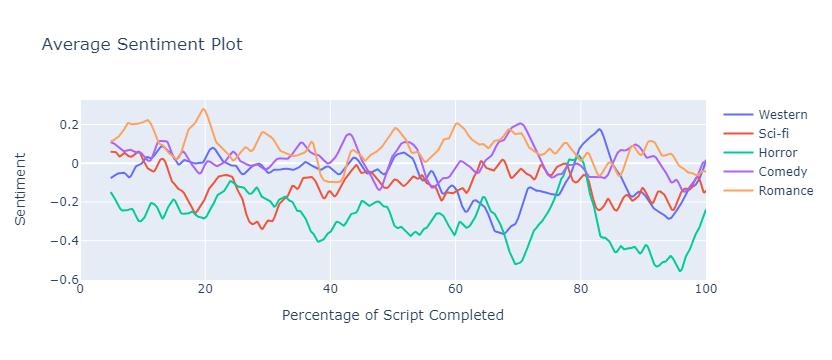 Average Sentiment Plot
Sentiment
0.2
0
−0.2
−0.4
−0.6
0 20 40 60 80 100
Percentage of Script Completed
Western
Sci-fi
Horror
Comedy
Romance